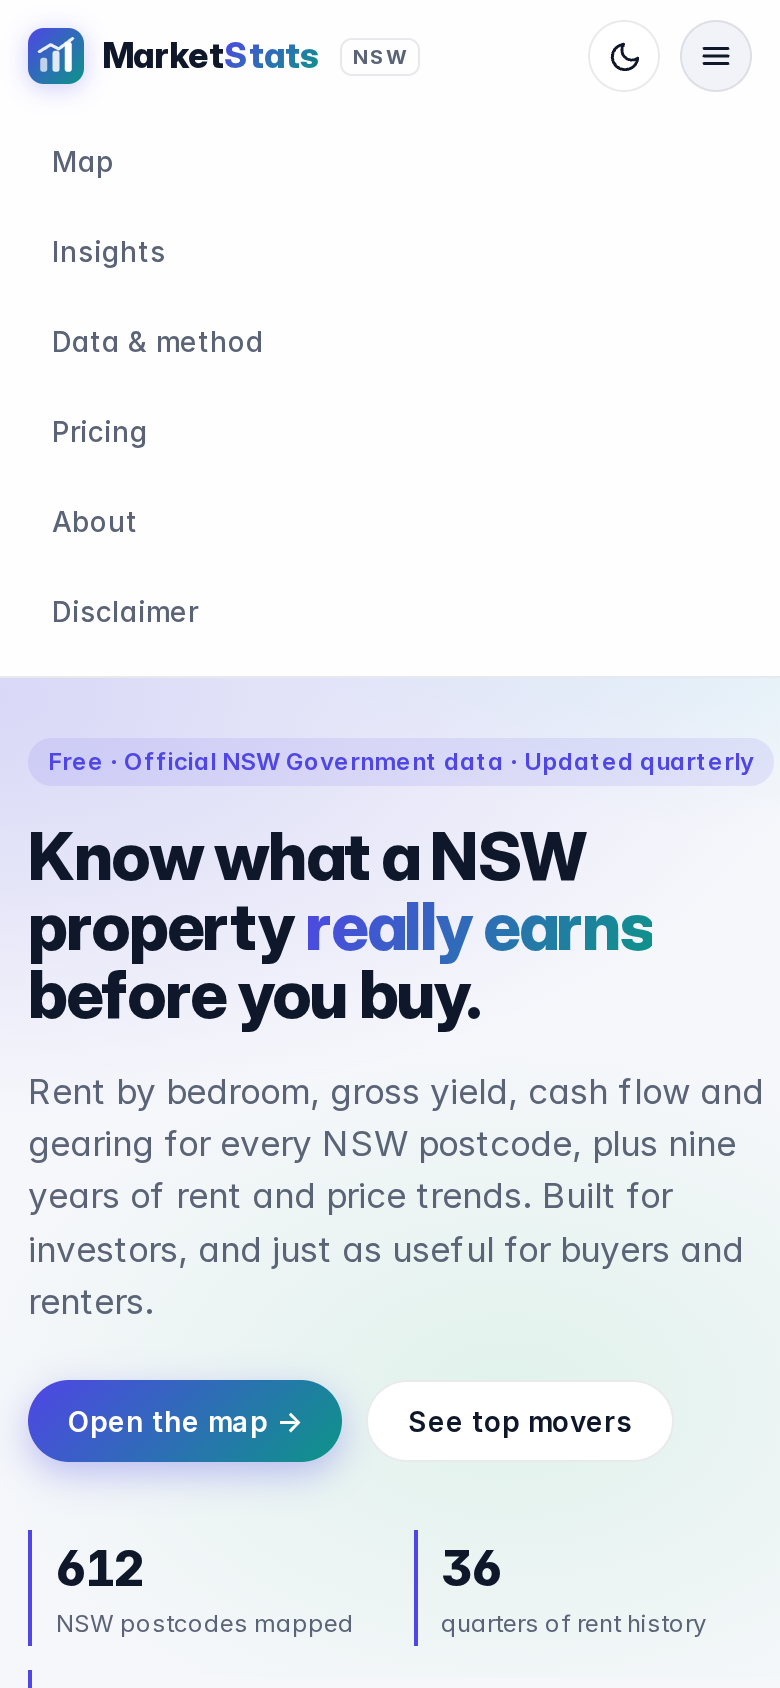 MarketStats NSW
Map
Insights
Data & method
Pricing
About
Disclaimer
Free · Official NSW Government data · Updated quarterly
Know what a NSW
property really earns
before you buy.
Rent by bedroom, gross yield, cash flow and
gearing for every NSW postcode, plus nine
years of rent and price trends. Built for
investors, and just as useful for buyers and
renters.
Open the map →
See top movers
612
NSW postcodes mapped
36
quarters of rent history